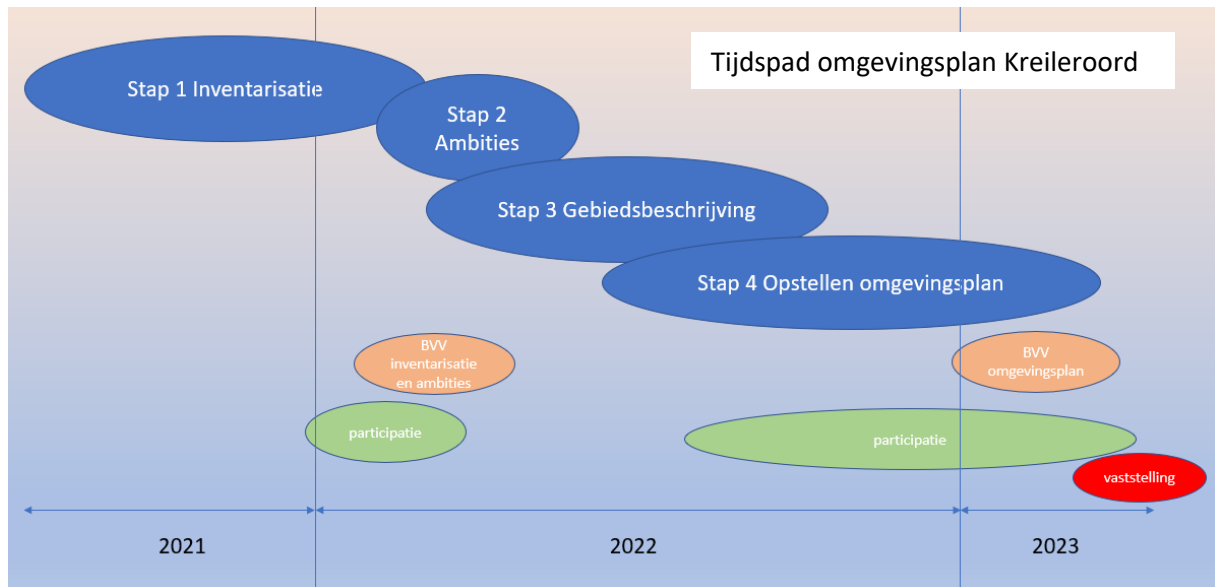 Tijdspad omgevingsplan Kreileroord
Stap 1 Inventarisatie
Stap 2
Ambities
Stap 3 Gebiedsbeschrijving
Stap 4 Opstellen omgevingsplan
BVV
inventarisatie
en ambities
BVV
omgevingsplan
participatie
participatie
vaststelling
2021
2022
2023